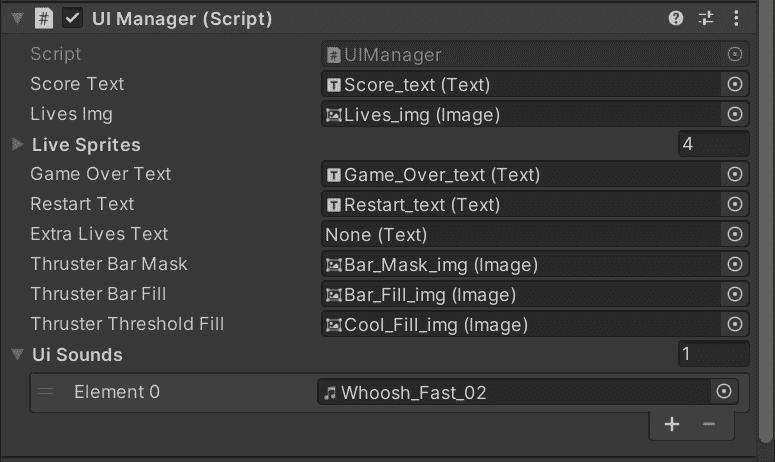 UI Manager (Script)
Script UIManager
Score Text Score_text (Text)
Lives Img Lives_img (Image)
Live Sprites 4
Game Over Text Game_Over_text (Text)
Restart Text Restart_text (Text)
Extra Lives Text None (Text)
Thruster Bar Mask Bar_Mask_img (Image)
Thruster Bar Fill Bar_Fill_img (Image)
Thruster Threshold Fill Cool_Fill_img (Image)
Ui Sounds 1
Element 0 Whoosh_Fast_02